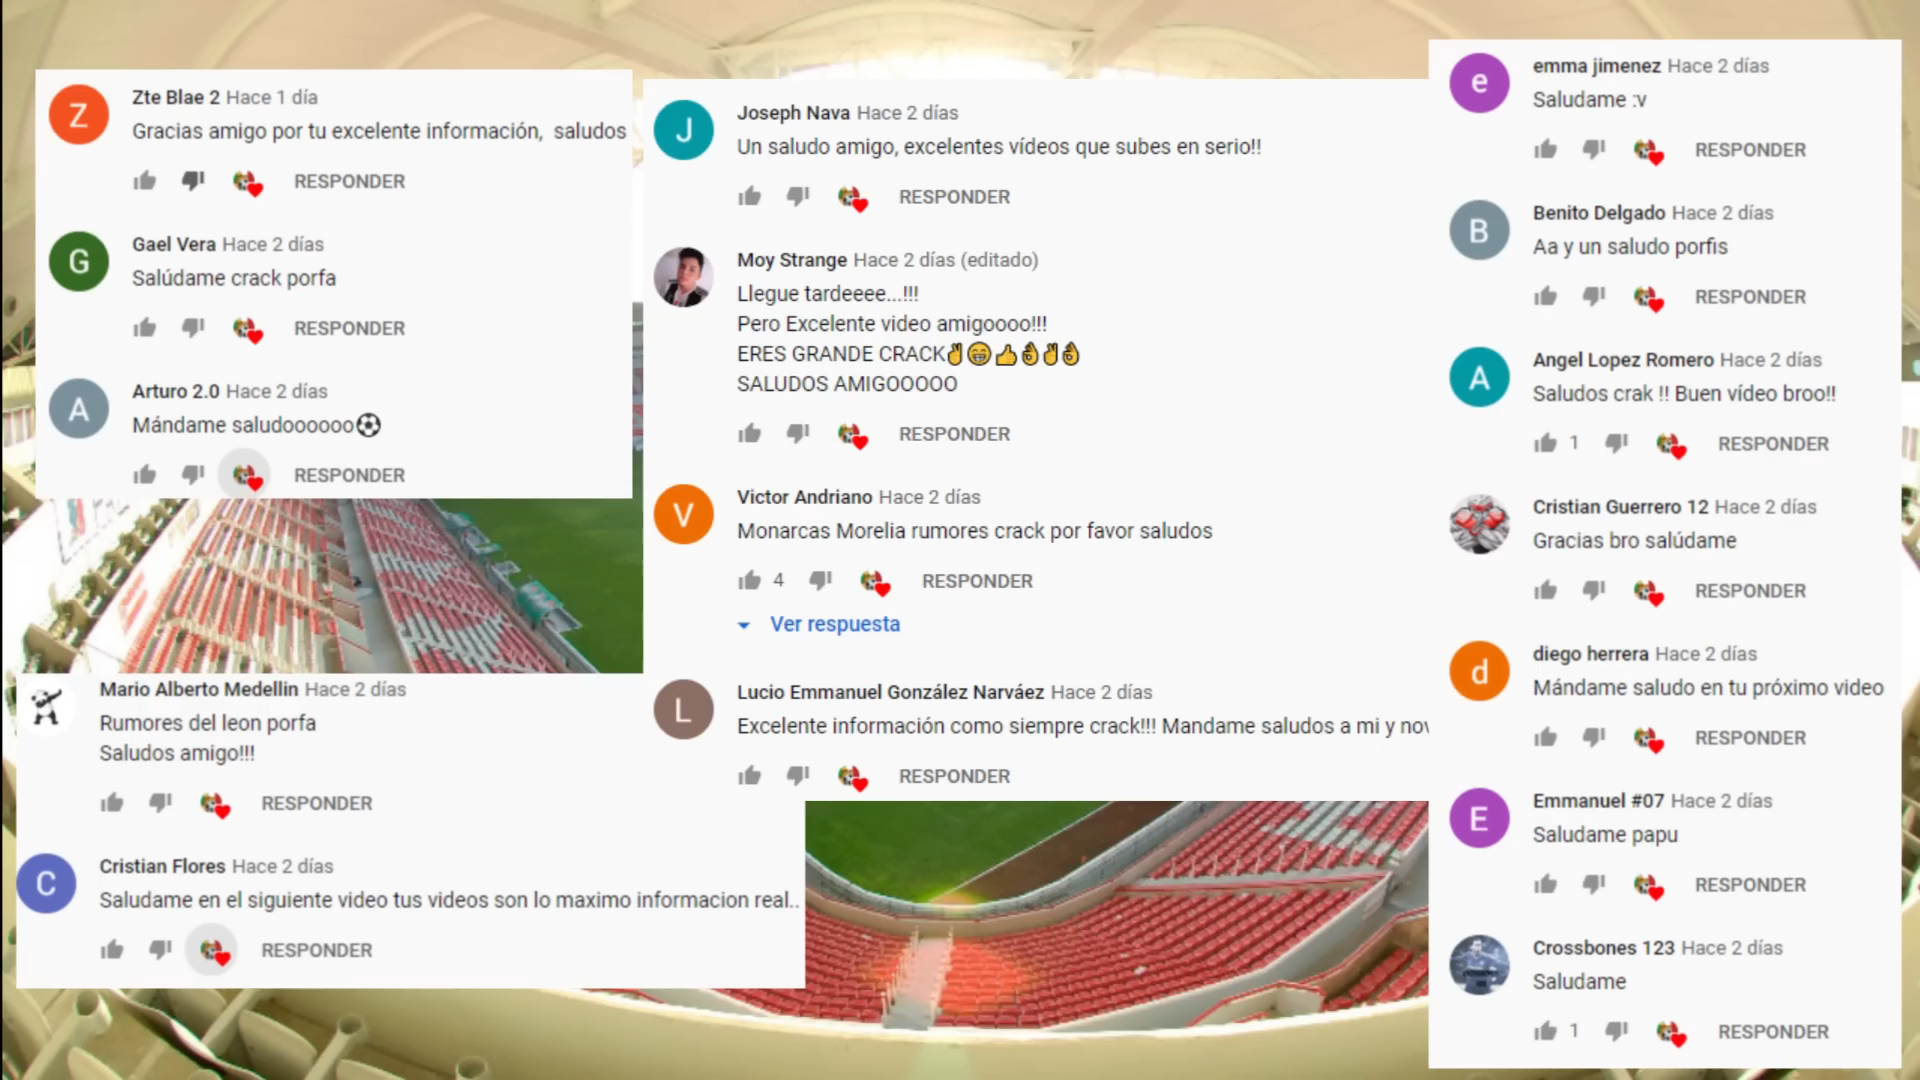 Z
Zte Blae 2 Hace 1 día
Gracias amigo por tu excelente información, saludos
RESPONDER
G
Gael Vera Hace 2 días
Salúdame crack porfa
RESPONDER
A
Arturo 2.0 Hace 2 días
Mándame saludoooooo⚽
RESPONDER
Mario Alberto Medellin Hace 2 días
Rumores del leon porfa
Saludos amigo!!!
RESPONDER
C
Cristian Flores Hace 2 días
Saludame en el siguiente video tus videos son lo maximo informacion real..
RESPONDER
J
Joseph Nava Hace 2 días
Un saludo amigo, excelentes vídeos que subes en serio!!
RESPONDER
Moy Strange Hace 2 días (editado)
Llegue tardeeee...!!!
Pero Excelente video amigoooo!!!
ERES GRANDE CRACK✌😁👍👌✌👌
SALUDOS AMIGOOOOO
RESPONDER
V
Victor Andriano Hace 2 días
Monarcas Morelia rumores crack por favor saludos
4 RESPONDER
Ver respuesta
L
Lucio Emmanuel González Narváez Hace 2 días
Excelente información como siempre crack!!! Mandame saludos a mi y nov
RESPONDER
e
emma jimenez Hace 2 días
Saludame :v
RESPONDER
B
Benito Delgado Hace 2 días
Aa y un saludo porfis
RESPONDER
A
Angel Lopez Romero Hace 2 días
Saludos crak !! Buen vídeo broo!!
1 RESPONDER
Cristian Guerrero 12 Hace 2 días
Gracias bro salúdame
RESPONDER
d
diego herrera Hace 2 días
Mándame saludo en tu próximo video
RESPONDER
E
Emmanuel #07 Hace 2 días
Saludame papu
RESPONDER
Crossbones 123 Hace 2 días
Saludame
1 RESPONDER